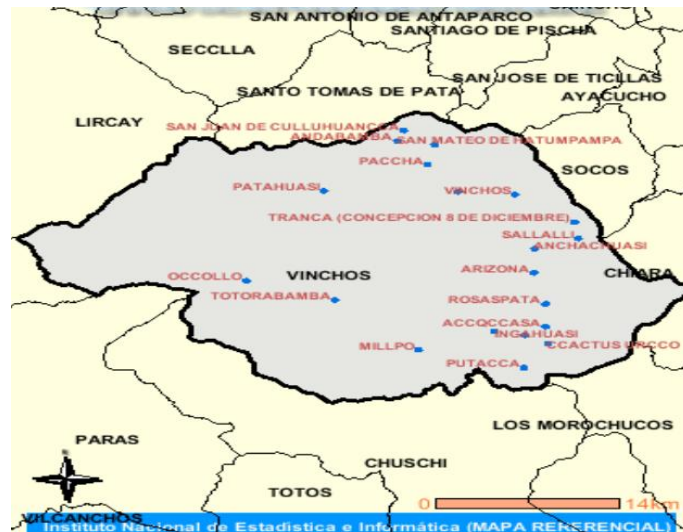 SAN ANTONIO DE ANTAPARCO
SANTIAGO DE PISCHA
SECCLLA
SAN JOSE DE TICLLAS
SANTO TOMAS DE PATA
AYACUCHO
LIRCAY
SAN JUAN DE CULLUHUANCCA
ANDABAMBA
SAN MATEO DE HATUMPAMPA
PACCHA
SOCOS
PATAHUASI
VINCHOS
TRANCA (CONCEPCION 8 DE DICIEMBRE)
SALLALLI
ANCHACHUASI
OCCOLLO
VINCHOS
ARIZONA
CHIARA
TOTORABAMBA
ROSASPATA
ACCOCCASA
INGAHUASI
CCACTUS URCCO
MILLPO
PUTACCA
LOS MOROCHUCOS
PARAS
CHUSCHI
TOTOS
0 14km
VILCANCHOS
Instituto Nacional de Estadística e Informática (MAPA REFERENCIAL)